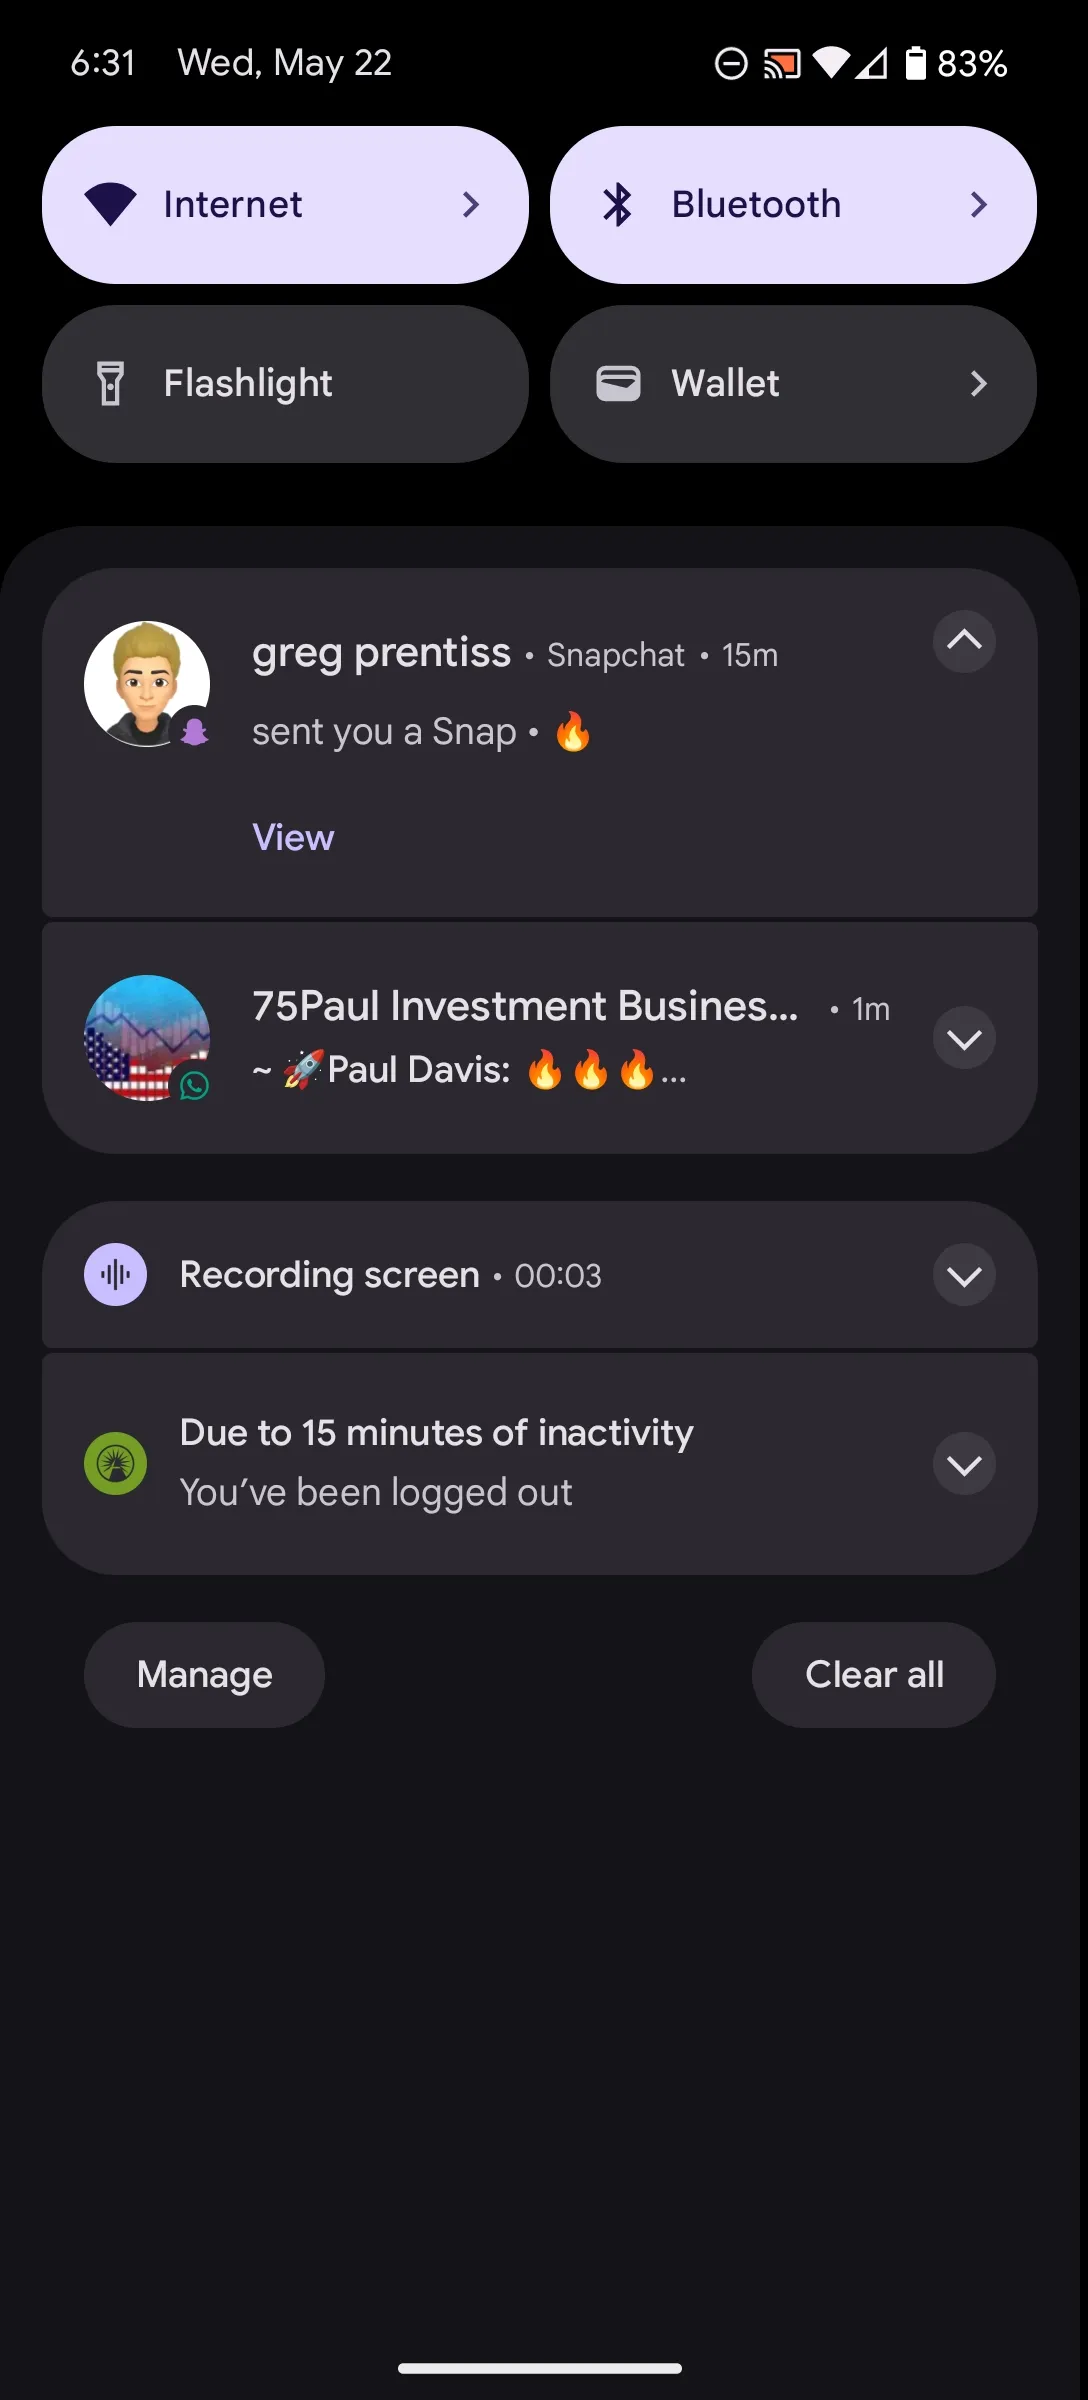 6:31 Wed, May 22 83%
Internet Bluetooth
Flashlight Wallet
greg prentiss • Snapchat • 15m
sent you a Snap • 🔥
View
75Paul Investment Busines... • 1m
~ 🚀Paul Davis: 🔥🔥🔥...
Recording screen • 00:03
Due to 15 minutes of inactivity
You’ve been logged out
Manage Clear all